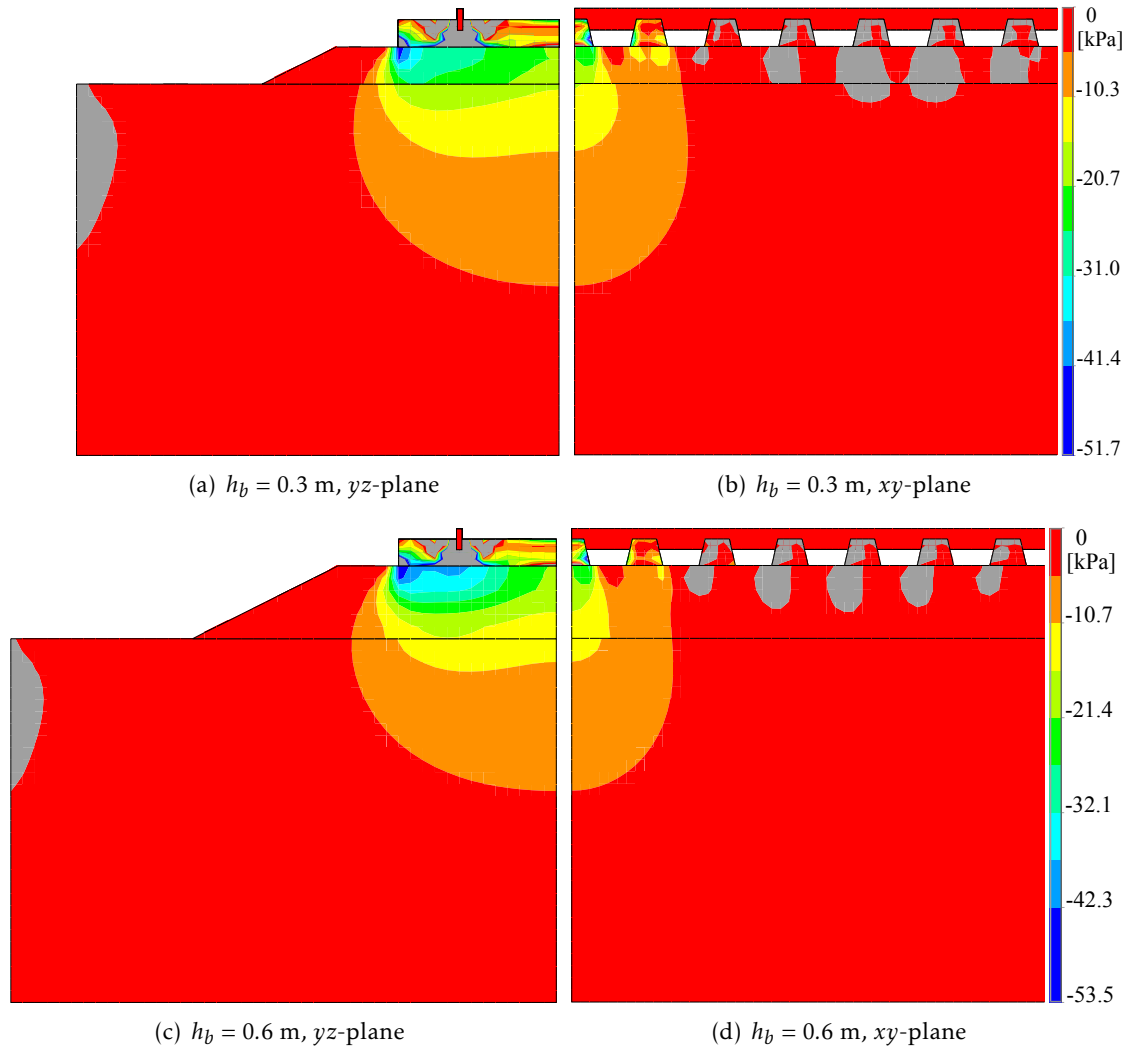 0
[kPa]
-10.3
-20.7
-31.0
-41.4
-51.7
(a) h_b = 0.3 m, yz-plane
(b) h_b = 0.3 m, xy-plane
0
[kPa]
-10.7
-21.4
-32.1
-42.3
-53.5
(c) h_b = 0.6 m, yz-plane
(d) h_b = 0.6 m, xy-plane